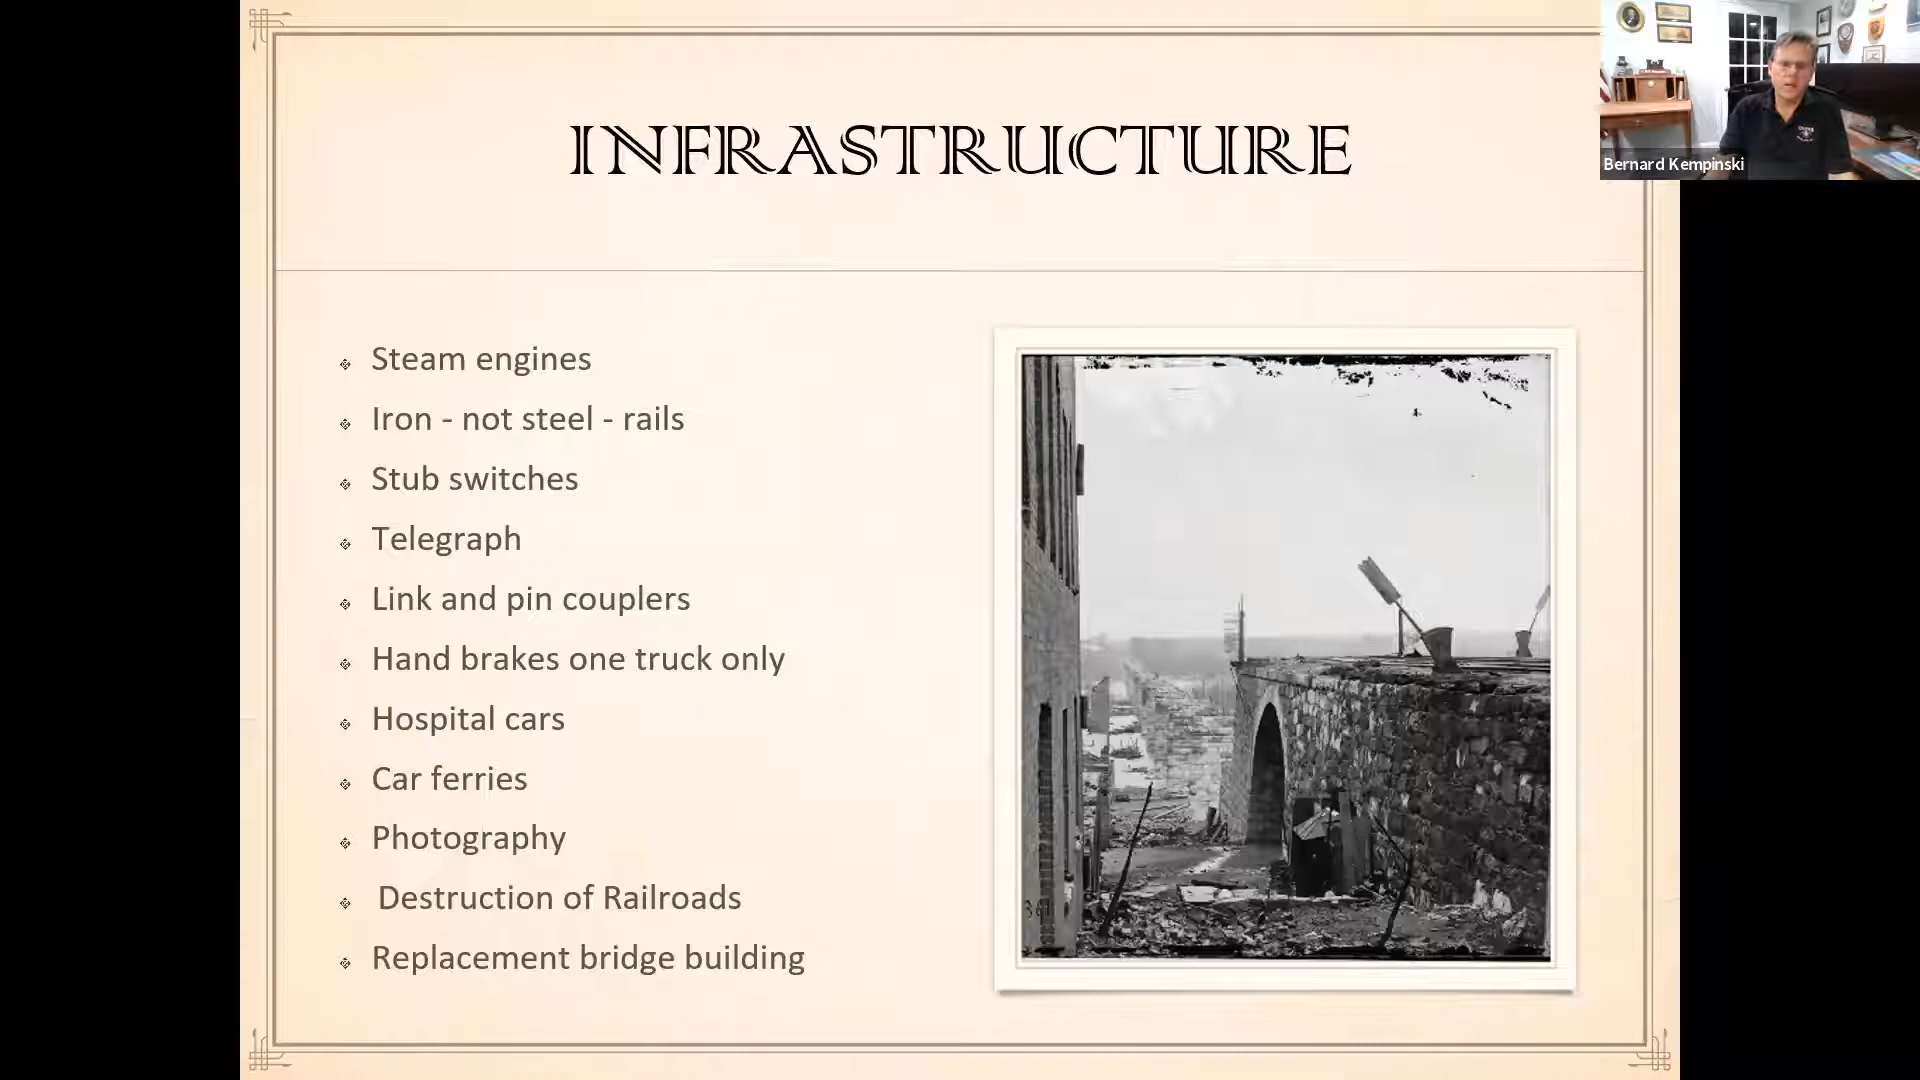 INFRASTRUCTURE
Steam engines
Iron - not steel - rails
Stub switches
Telegraph
Link and pin couplers
Hand brakes one truck only
Hospital cars
Car ferries
Photography
Destruction of Railroads
Replacement bridge building
Bernard Kempinski